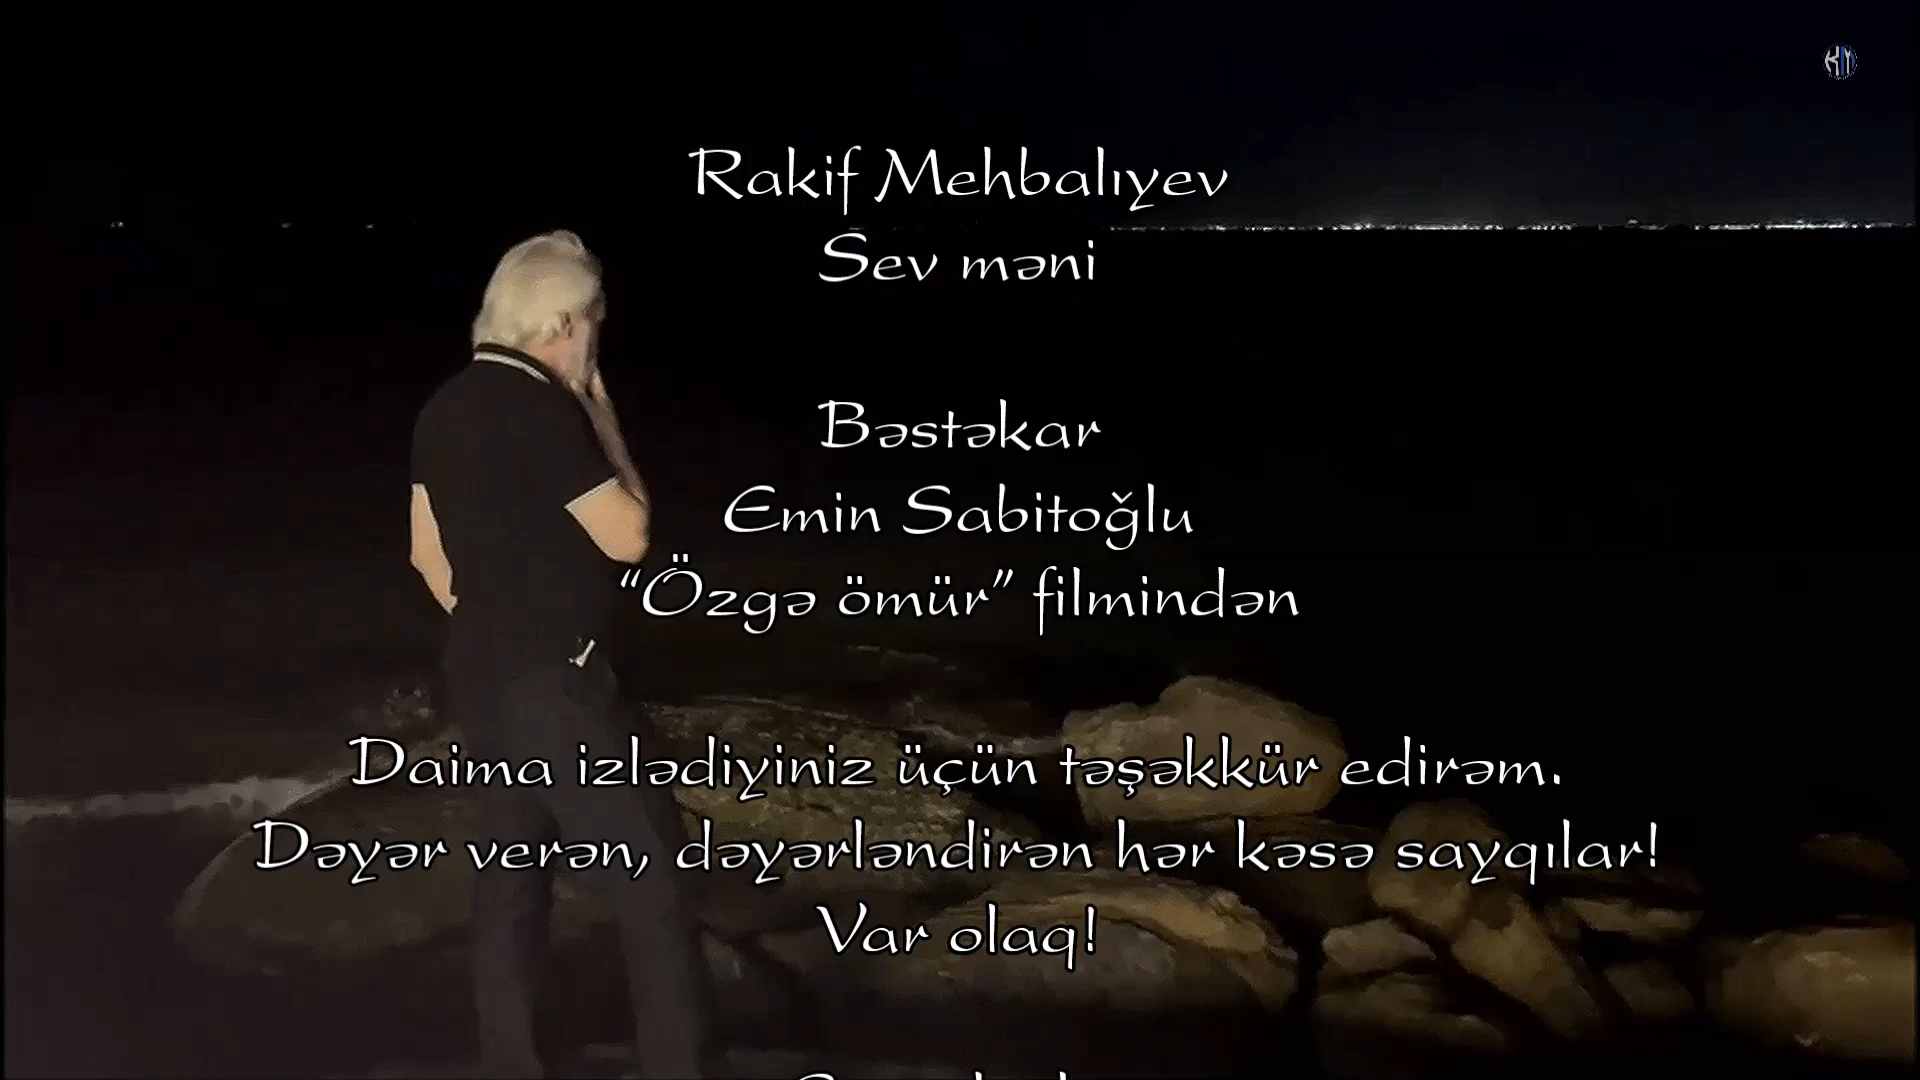 KM
Rakif Mehbalıyev
Sev məni
Bəstəkar
Emin Sabitoğlu
“Özgə ömür” filmindən
Daima izlədiyiniz üçün təşəkkür edirəm.
Dəyər verən, dəyərləndirən hər kəsə sayqılar!
Var olaq!